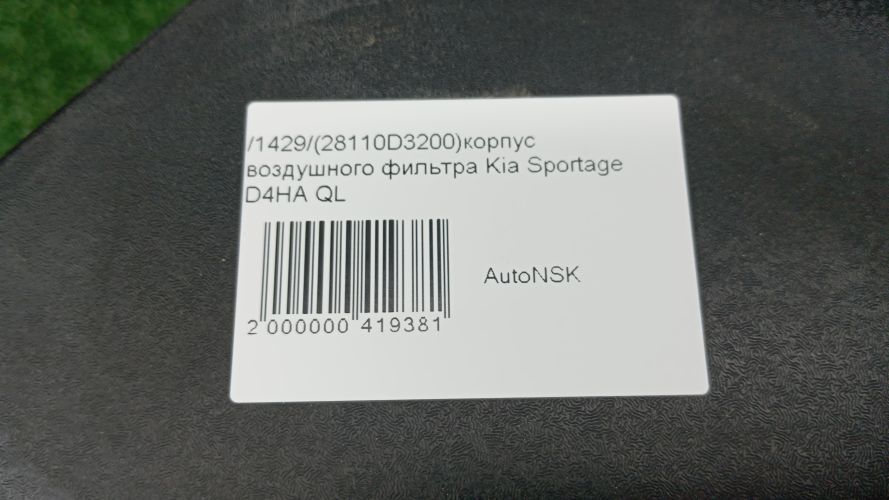 /1429/(28110D3200)корпус
воздушного фильтра Kia Sportage
D4HA QL
AutoNSK
2 000000 419381